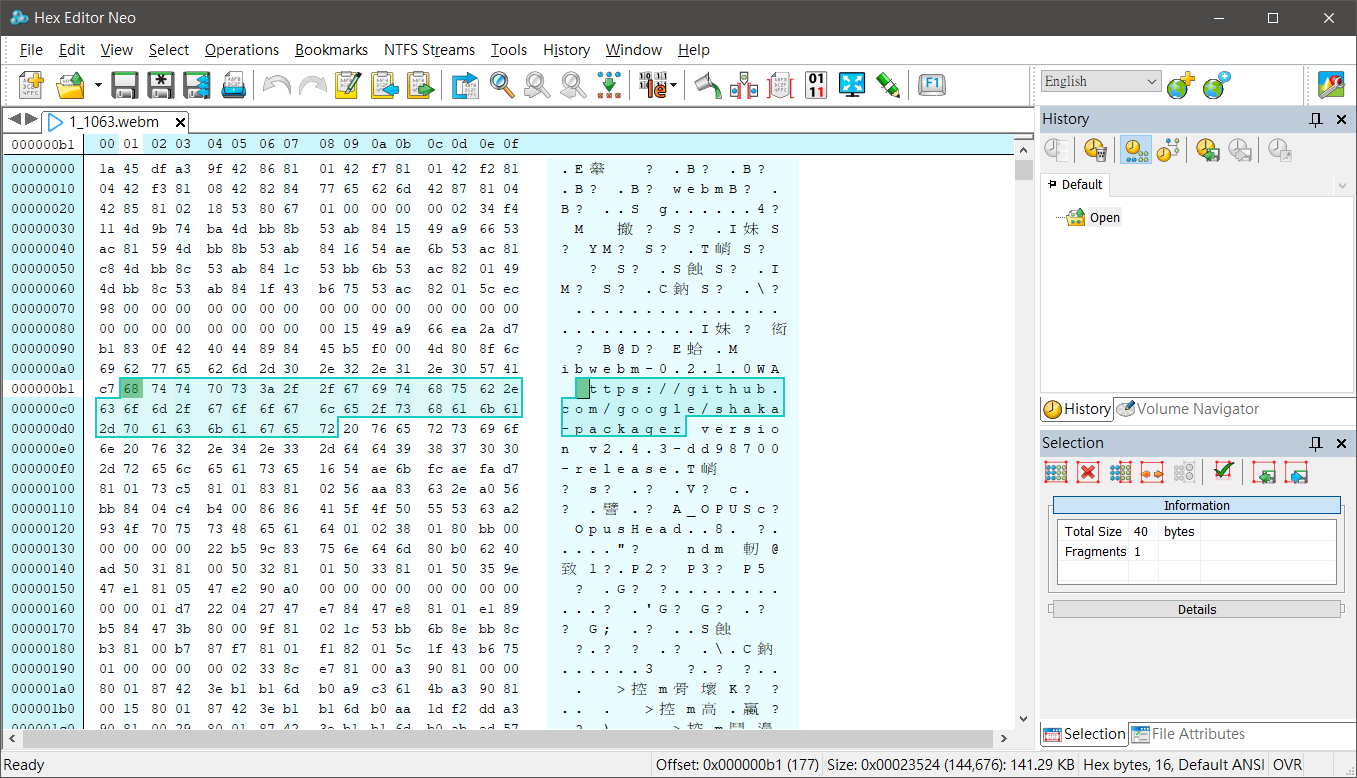 Hex Editor Neo
File Edit View Select Operations Bookmarks NTFS Streams Tools History Window Help
English
1_1063.webm
000000b1 00 01 02 03 04 05 06 07 08 09 0a 0b 0c 0d 0e 0f
00000000 1a 45 df a3 9f 42 86 81 01 42 f7 81 01 42 f2 81 .E 犖 ? .B? .B?
00000010 04 42 f3 81 08 42 82 84 77 65 62 6d 42 87 81 04 .B? .B? webmB? .
00000020 42 85 81 02 18 53 80 67 01 00 00 00 00 02 34 f4 B? ..S g......4?
00000030 11 4d 9b 74 ba 4d bb 8b 53 ab 84 15 49 a9 66 53 M 撤 ? S? .I妹S
00000040 ac 81 59 4d bb 8b 53 ab 84 16 54 ae 6b 53 ac 81 ? YM? S? .T峭S?
00000050 c8 4d bb 8c 53 ab 84 1c 53 bb 6b 53 ac 82 01 49 ? S? .S蝕S? .I
00000060 4d bb 8c 53 ab 84 1f 43 b6 75 53 ac 82 01 5c ec M? S? .C鈉S? .\?
00000070 98 00 00 00 00 00 00 00 00 00 00 00 00 00 00 00 ...............
00000080 00 00 00 00 00 00 00 00 00 15 49 a9 66 ea 2a d7 ..........I妹? 衒
00000090 b1 83 0f 42 40 44 89 84 45 b5 f0 00 4d 80 8f 6c ? B@D? E蛤.M
000000a0 69 62 77 65 62 6d 2d 30 2e 32 2e 31 2e 30 57 41 ibwebm-0.2.1.0WA
000000b1 c7 68 74 74 70 73 3a 2f 2f 67 69 74 68 75 62 2e ttps://github.
000000c0 63 6f 6d 2f 67 6f 6f 67 6c 65 2f 73 68 61 6b 61 com/google/shaka
000000d0 2d 70 61 63 6b 61 67 65 72 20 76 65 72 73 69 6f -packager versio
000000e0 6e 20 76 32 2e 34 2e 33 2d 64 64 39 38 37 30 30 n v2.4.3-dd98700
000000f0 2d 72 65 6c 65 61 73 65 16 54 ae 6b fc ae fa d7 -release.T峭
00000100 81 01 73 c5 81 01 83 81 02 56 aa 83 63 2e a0 56 ? s? .? .V? c.
00000110 bb 84 04 c4 b4 00 86 86 41 5f 4f 50 55 53 63 a2 ? .譬.? A_OPUSc?
00000120 93 4f 70 75 73 48 65 61 64 01 02 38 01 80 bb 00 OpusHead..8. ?.
00000130 00 00 00 00 22 b5 9c 83 75 6e 64 6d 80 b0 62 40 ...."? ndm 軔@
00000140 ad 50 31 81 00 50 32 81 01 50 33 81 01 50 35 9e 致1?.P2? P3? P5
00000150 47 e1 81 05 47 e2 90 a0 00 00 00 00 00 00 00 00 ? .G? ?........
00000160 00 00 01 d7 22 04 27 47 e7 84 47 e8 81 01 e1 89 ...? 'G? G? .?
00000170 b5 84 47 3b 80 00 9f 81 02 1c 53 bb 6b 8e bb 8c ? G; .? ..S蝕
00000180 b3 81 00 b7 87 f7 81 01 f1 82 01 5c 1f 43 b6 75 ?.? ? .? .\.C鈉
00000190 01 00 00 00 00 02 33 8c e7 81 00 a3 90 81 00 00 ......3 ?.? ?..
000001a0 80 01 87 42 3e b1 b1 6d b0 a9 c3 61 4b a3 90 81 . >控m骨 壞K? ?
000001b0 00 15 80 01 87 42 3e b1 b1 6d b0 aa 1d f2 dd a3 .. . >控m高.贏?
History
Default
Open
History Volume Navigator
Selection
Information
Total Size 40 bytes
Fragments 1
Details
Selection File Attributes
Ready Offset: 0x000000b1 (177) Size: 0x00023524 (144,676): 141.29 KB Hex bytes, 16, Default ANSI OVR